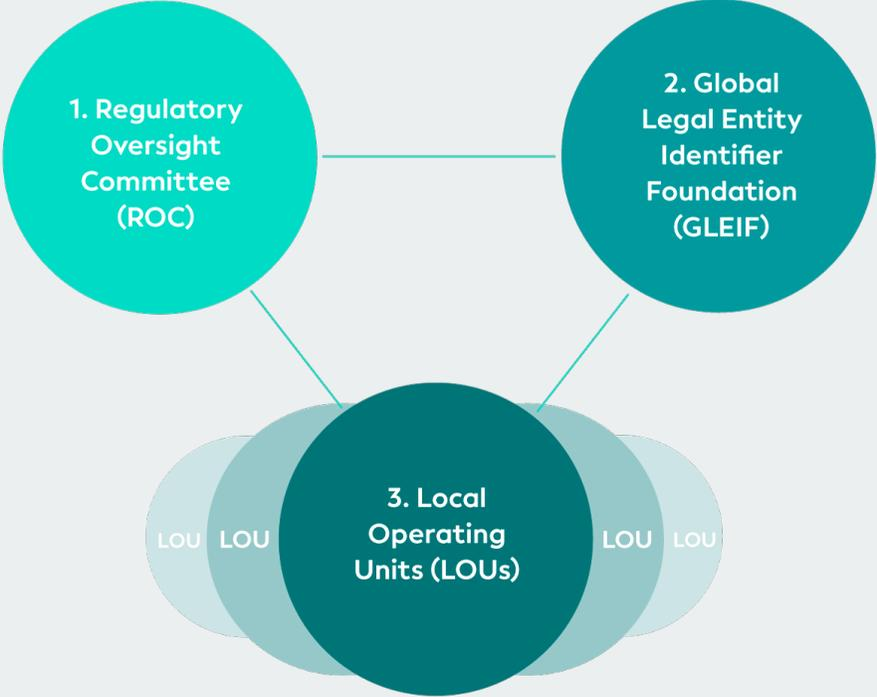 1. Regulatory
Oversight
Committee
(ROC)
2. Global
Legal Entity
Identifier
Foundation
(GLEIF)
3. Local
Operating
Units (LOUs)
LOU
LOU
LOU
LOU